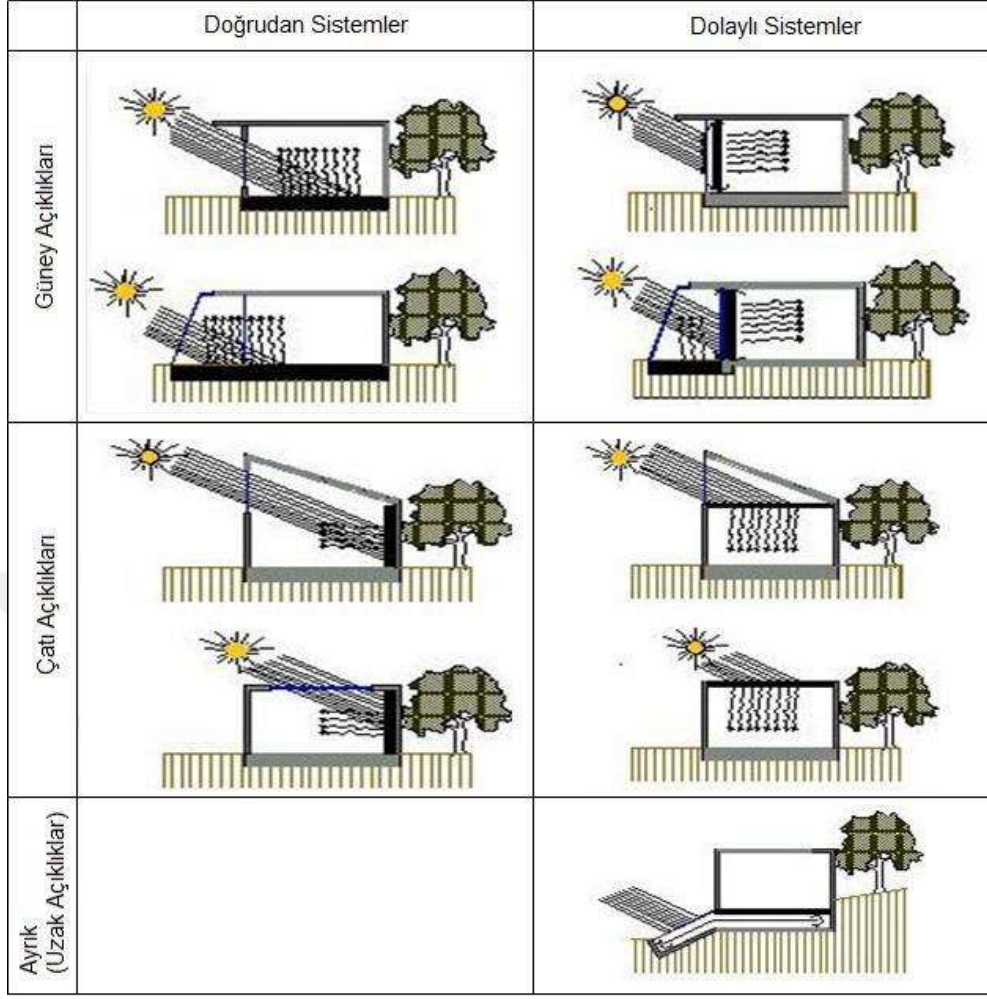 Doğrudan Sistemler
Dolaylı Sistemler
Güney Açıklıkları
Çatı Açıklıkları
Ayrık
(Uzak Açıklıklar)